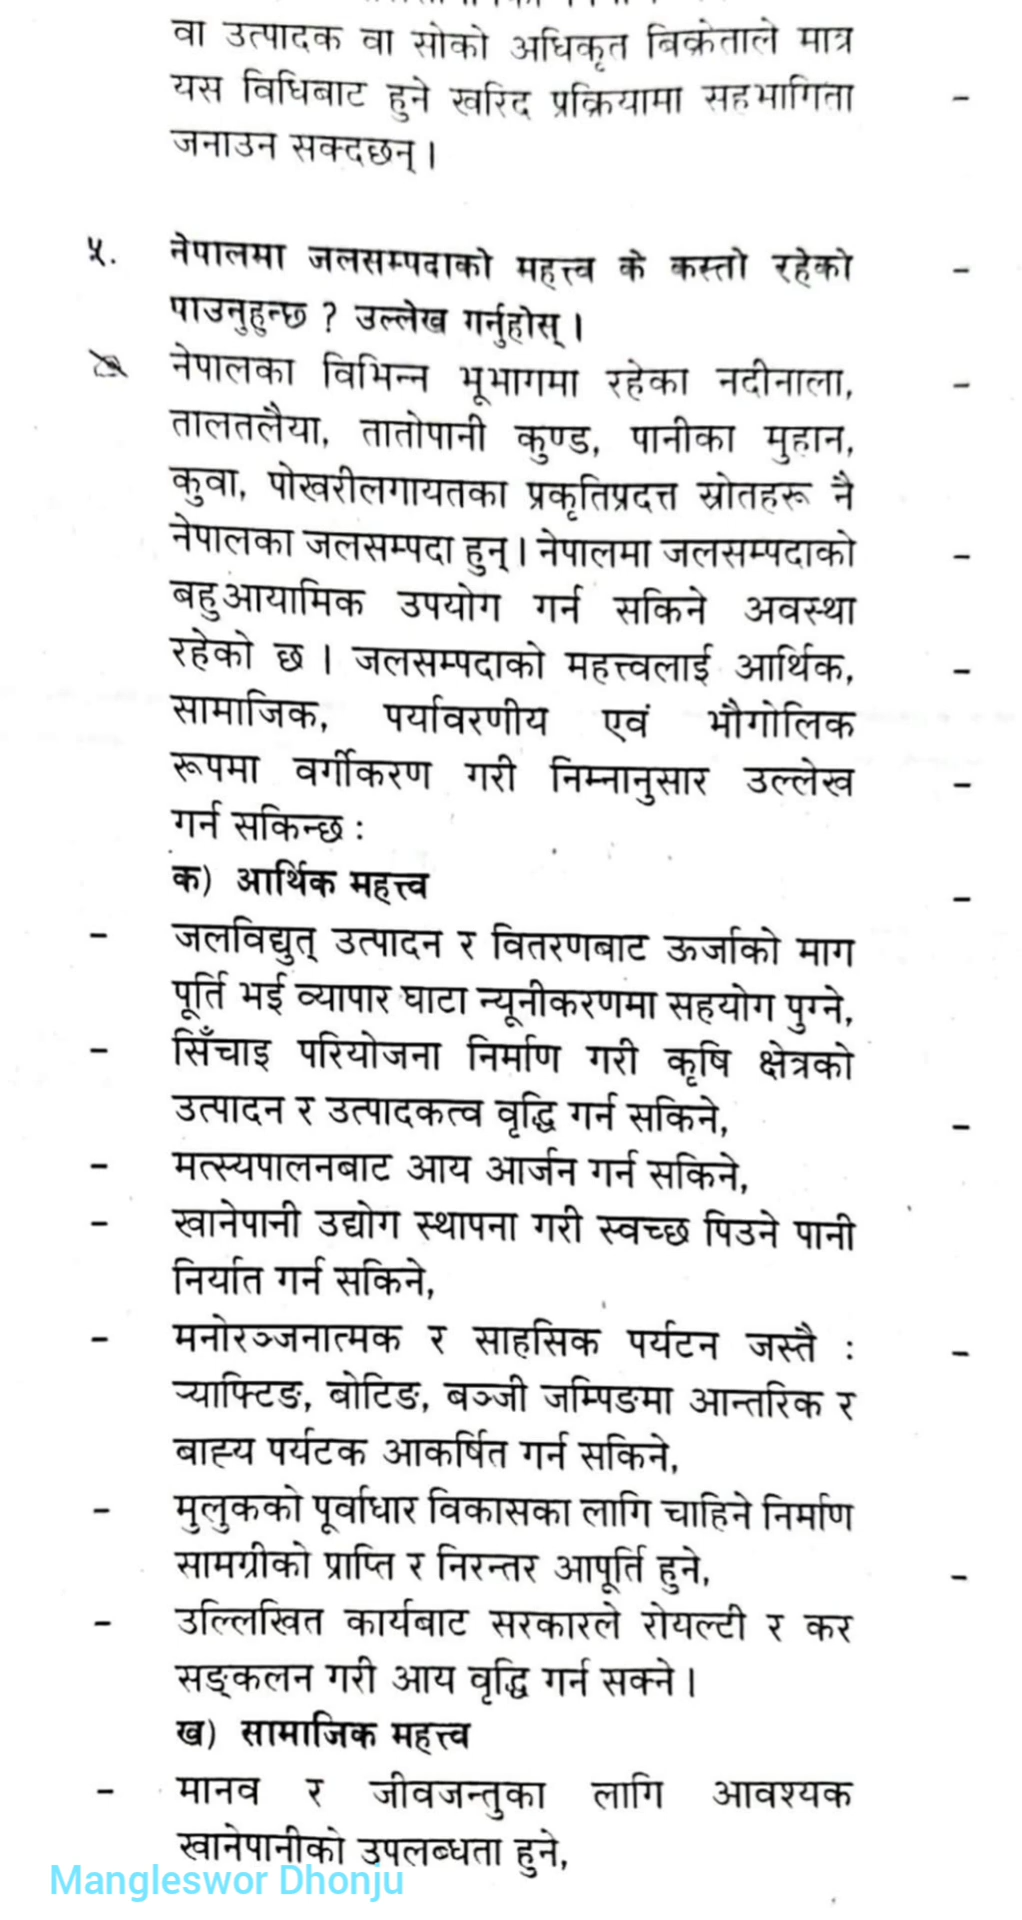 वा उत्पादक वा सोको अधिकृत बिक्रेताले मात्र
यस विधिबाट हुने खरिद प्रक्रियामा सहभागिता
जनाउन सक्दछन् ।
५. नेपालमा जलसम्पदाको महत्त्व के कस्तो रहेको
पाउनुहुन्छ ? उल्लेख गर्नुहोस् ।
नेपालका विभिन्न भूभागमा रहेका नदीनाला,
तालतलैया, तातोपानी कुण्ड, पानीका मुहान,
कुवा, पोखरीलगायतका प्रकृतिप्रदत्त स्रोतहरू नै
नेपालका जलसम्पदा हुन् । नेपालमा जलसम्पदाको
बहुआयामिक उपयोग गर्न सकिने अवस्था
रहेको छ । जलसम्पदाको महत्त्वलाई आर्थिक,
सामाजिक, पर्यावरणीय एवं भौगोलिक
रूपमा वर्गीकरण गरी निम्नानुसार उल्लेख
गर्न सकिन्छ :
क) आर्थिक महत्त्व
- जलविद्युत् उत्पादन र वितरणबाट ऊर्जाको माग
पूर्ति भई व्यापार घाटा न्यूनीकरणमा सहयोग पुग्ने,
- सिँचाइ परियोजना निर्माण गरी कृषि क्षेत्रको
उत्पादन र उत्पादकत्व वृद्धि गर्न सकिने,
- मत्स्यपालनबाट आय आर्जन गर्न सकिने,
- खानेपानी उद्योग स्थापना गरी स्वच्छ पिउने पानी
निर्यात गर्न सकिने,
- मनोरञ्जनात्मक र साहसिक पर्यटन जस्तै :
र्‍याफ्टिङ, बोटिङ, बञ्जी जम्पिङमा आन्तरिक र
बाह्य पर्यटक आकर्षित गर्न सकिने,
- मुलुकको पूर्वाधार विकासका लागि चाहिने निर्माण
सामग्रीको प्राप्ति र निरन्तर आपूर्ति हुने,
- उल्लिखित कार्यबाट सरकारले रोयल्टी र कर
सङ्कलन गरी आय वृद्धि गर्न सक्ने ।
ख) सामाजिक महत्त्व
- मानव र जीवजन्तुका लागि आवश्यक
खानेपानीको उपलब्धता हुने,
Mangleswor Dhonju